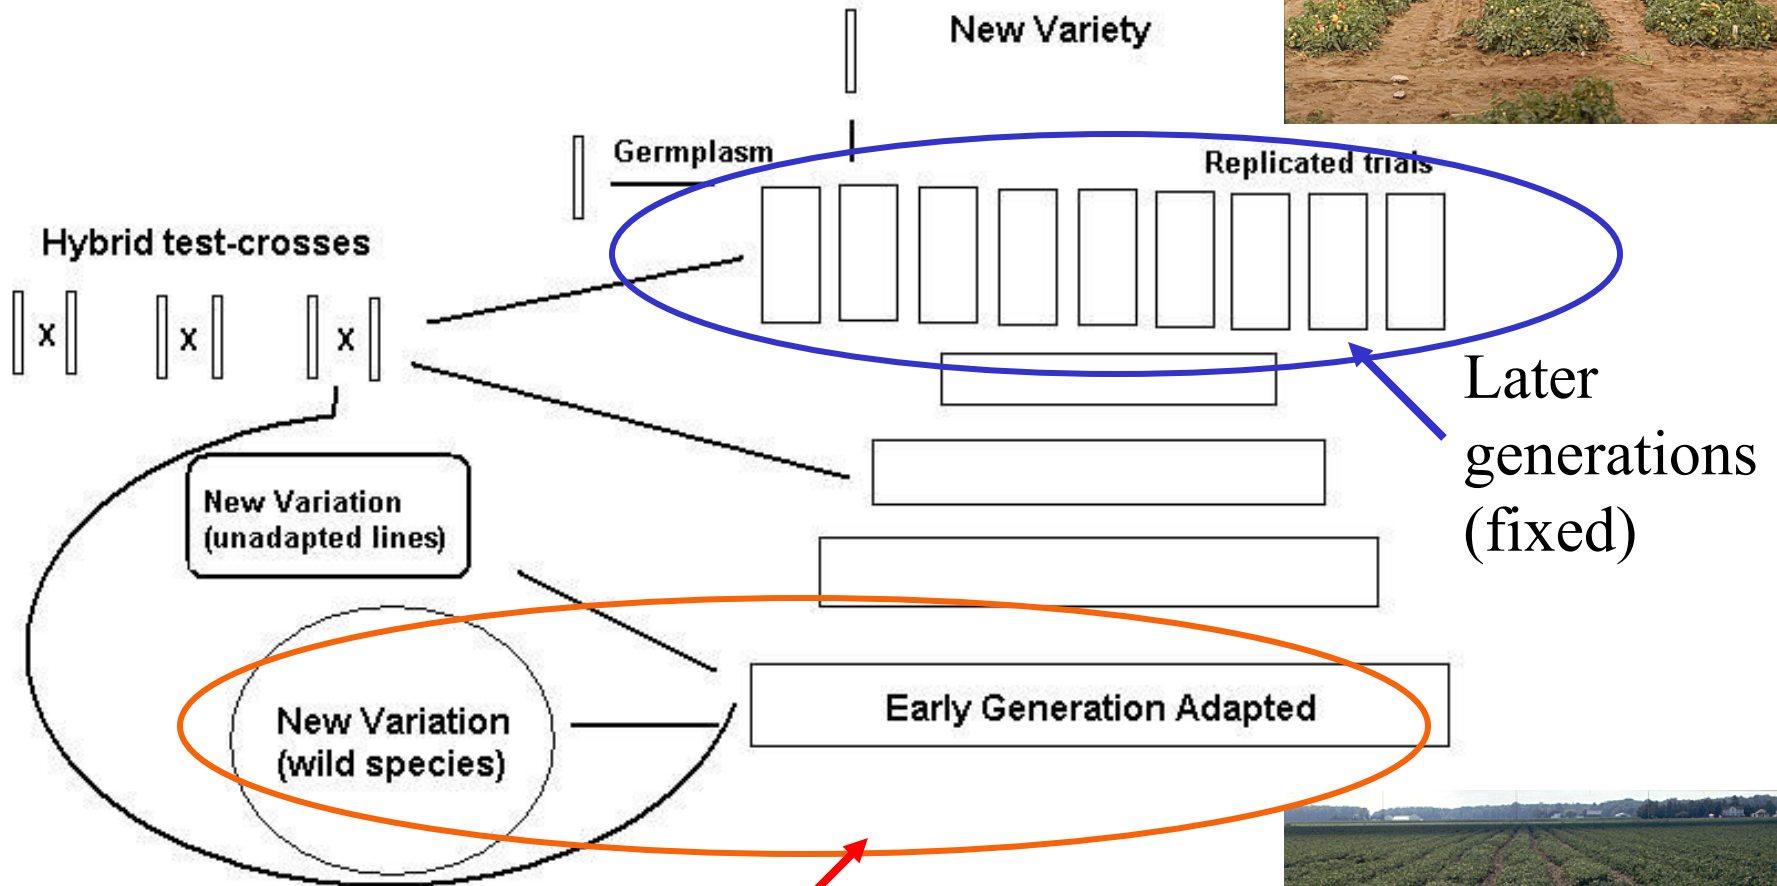 New Variety
Germplasm
Replicated trials
Hybrid test-crosses
x
x
x
Later
generations
(fixed)
New Variation
(unadapted lines)
New Variation
(wild species)
Early Generation Adapted